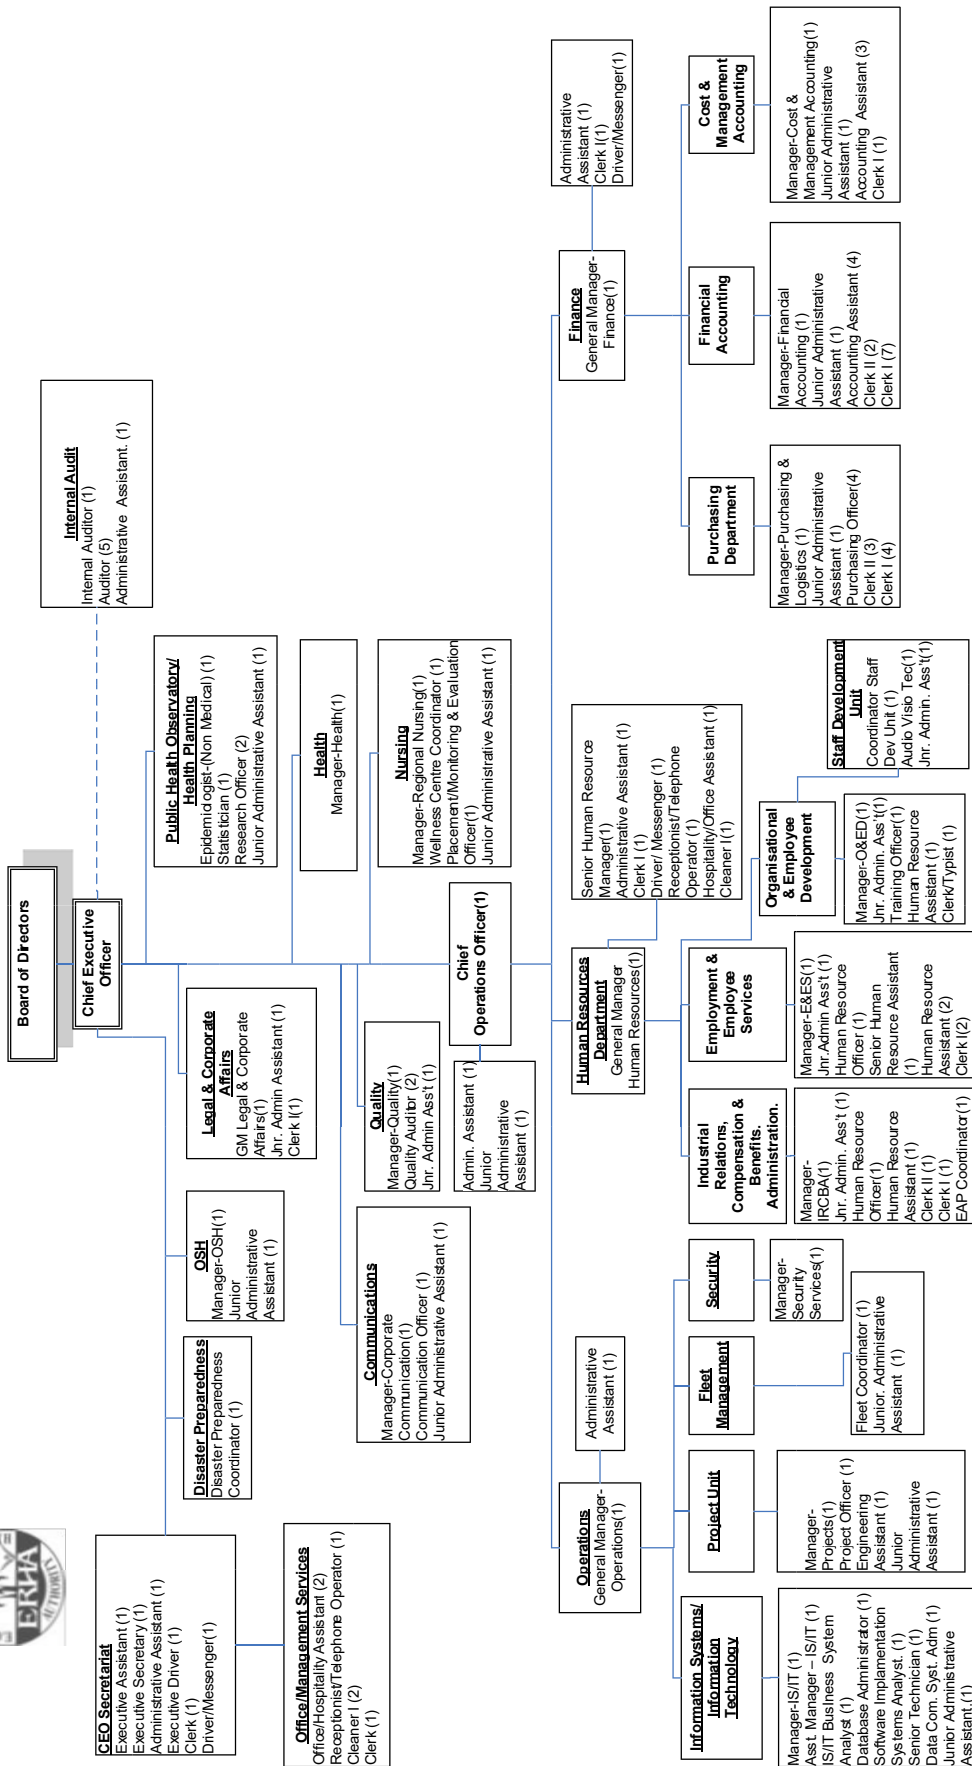 ERHA
AUTHORITY
Board of Directors
Chief Executive
Officer
Internal Audit
Internal Auditor (1)
Auditor (5)
Administrative Assistant. (1)
CEO Secretariat
Executive Assistant (1)
Executive Secretary (1)
Administrative Assistant (1)
Executive Driver (1)
Clerk (1)
Driver/Messenger(1)
Office/Management Services
Office/Hospitality Assistant (2)
Receptionist/Telephone Operator (1)
Cleaner I (2)
Clerk (1)
Disaster Preparedness
Disaster Preparedness
Coordinator (1)
OSH
Manager-OSH(1)
Junior
Administrative
Assistant (1)
Legal & Corporate
Affairs
GM Legal & Corporate
Affairs(1)
Jnr. Admin Assistant (1)
Clerk I(1)
Public Health Observatory/
Health Planning
Epidemiologist-(Non Medical) (1)
Statistician (1)
Research Officer (2)
Junior Administrative Assistant (1)
Health
Manager-Health(1)
Communications
Manager-Corporate
Communication(1)
Communication Officer (1)
Junior Administrative Assistant (1)
Quality
Manager-Quality(1)
Quality Auditor (2)
Jnr. Admin Ass't (1)
Nursing
Manager-Regional Nursing(1)
Wellness Centre Coordinator (1)
Placement/Monitoring & Evaluation
Officer(1)
Junior Administrative Assistant (1)
Chief
Operations Officer(1)
Admin. Assistant (1)
Junior
Administrative
Assistant (1)
Operations
General Manager-
Operations(1)
Administrative
Assistant (1)
Human Resources
Department
General Manager
Human Resources(1)
Senior Human Resource
Manager(1)
Administrative Assistant (1)
Clerk I (1)
Driver/ Messenger (1)
Receptionist/Telephone
Operator (1)
Hospitality/Office Assistant (1)
Cleaner I(1)
Finance
General Manager-
Finance(1)
Administrative
Assistant (1)
Clerk I(1)
Driver/Messenger(1)
Information Systems/
Information
Technology
Manager-IS/IT (1)
Asst. Manager – IS/IT (1)
IS/IT Business System
Analyst (1)
Database Administrator (1)
Software Implementation
Systems Analyst. (1)
Senior Technician (1)
Data Com. Syst. Adm (1)
Junior Administrative
Assistant.(1)
Project Unit
Manager-
Projects(1)
Project Officer (1)
Engineering
Assistant (1)
Junior
Administrative
Assistant (1)
Fleet
Management
Fleet Coordinator (1)
Junior. Administrative
Assistant (1)
Security
Manager-
Security
Services(1)
Industrial
Relations,
Compensation &
Benefits.
Administration.
Manager-
IRCBA(1)
Jnr. Admin. Ass't (1)
Human Resource
Officer(1)
Human Resource
Assistant (1)
Clerk II (1)
Clerk I (1)
EAP Coordinator(1)
Employment &
Employee
Services
Manager-E&ES(1)
Jnr.Admin Ass't (1)
Human Resource
Officer (1)
Senior Human
Resource Assistant
(1)
Human Resource
Assistant (2)
Clerk I(2)
Organisational
& Employee
Development
Manager-O&ED(1)
Jnr. Admin. Ass't(1)
Training Officer(1)
Human Resource
Assistant (1)
Clerk/Typist (1)
Staff Development
Unit
Coordinator Staff
Dev Unit (1)
Audio Visio Tec(1)
Jnr. Admin. Ass't(1)
Purchasing
Department
Manager-Purchasing &
Logistics (1)
Junior Administrative
Assistant (1)
Purchasing Officer(4)
Clerk II (3)
Clerk I (4)
Financial
Accounting
Manager-Financial
Accounting (1)
Junior Administrative
Assistant (1)
Accounting Assistant (4)
Clerk II (2)
Clerk I (7)
Cost &
Management
Accounting
Manager-Cost &
Management Accounting(1)
Junior Administrative
Assistant (1)
Accounting Assistant (3)
Clerk I (1)